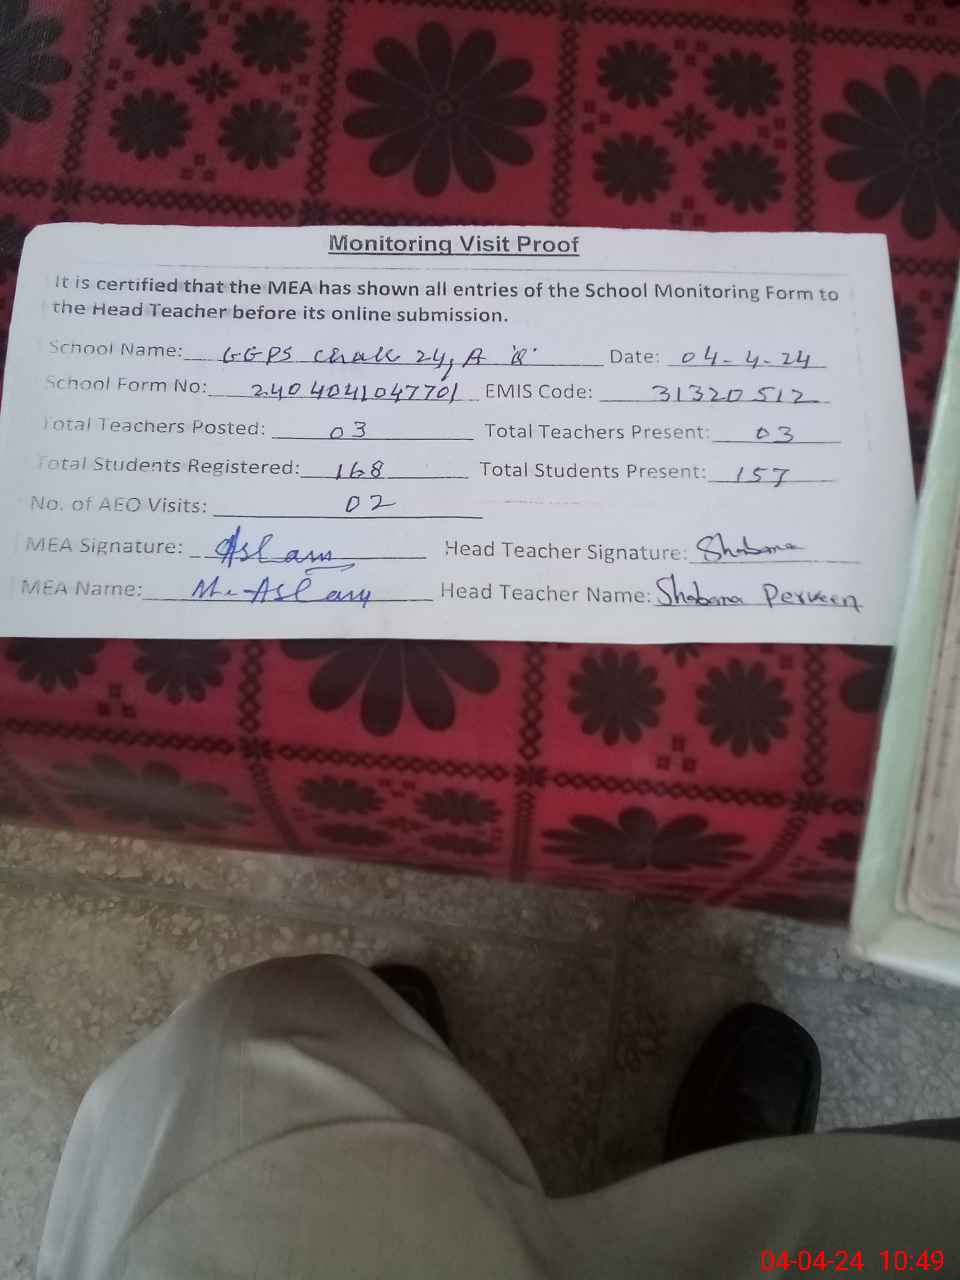 Monitoring Visit Proof
It is certified that the MEA has shown all entries of the School Monitoring Form to
the Head Teacher before its online submission.
School Name: GGPS Chak 24, A 'R' Date: 04-4-24
School Form No: 2404041047701 EMIS Code: 31320512
Total Teachers Posted: 03 Total Teachers Present: 03
Total Students Registered: 168 Total Students Present: 157
No. of AEO Visits: 02
MEA Signature: Aslam Head Teacher Signature: Shabana
MEA Name: M. Aslam Head Teacher Name: Shabana Perveen
04-04-24 10:49